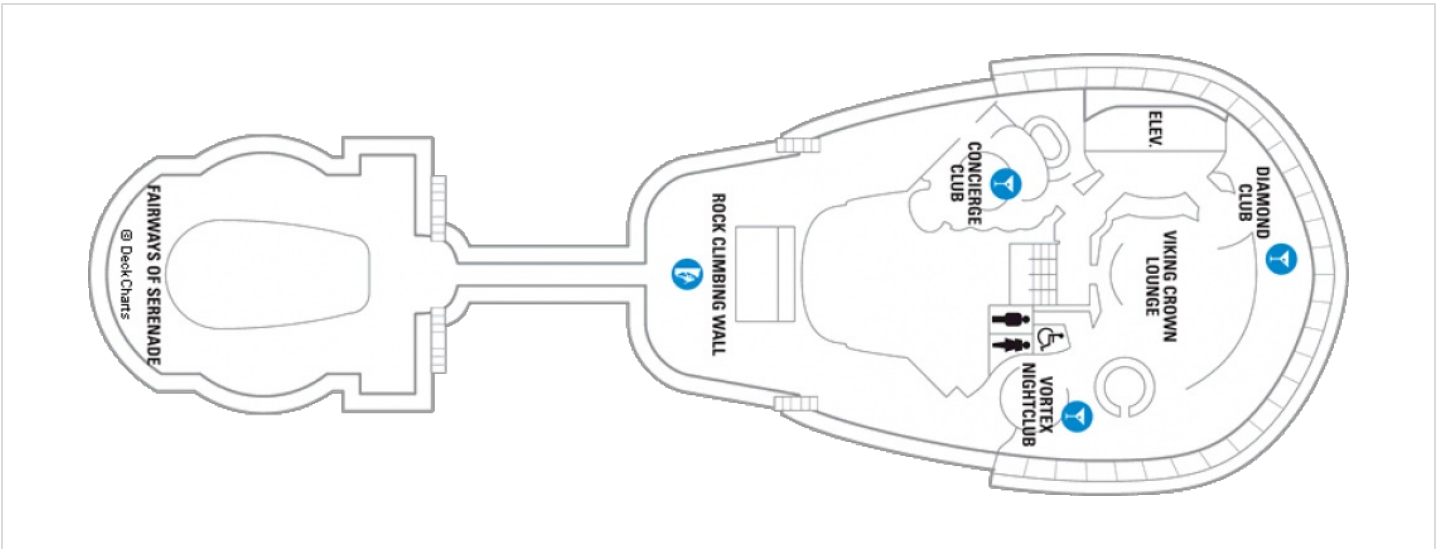 FAIRWAYS OF SERENADE
© DeckCharts
ROCK CLIMBING WALL
CONCIERGE
CLUB
ELEV.
DIAMOND
CLUB
VIKING CROWN
LOUNGE
VORTEX
NIGHTCLUB